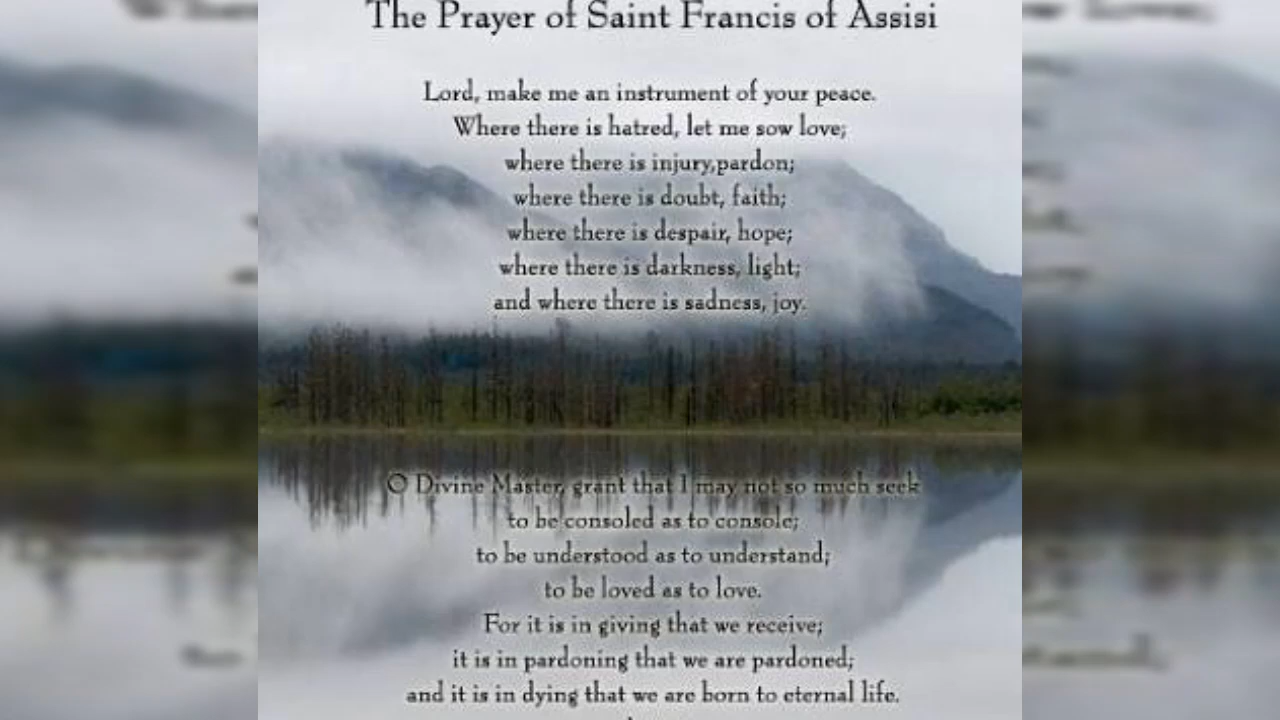 The Prayer of Saint Francis of Assisi
Lord, make me an instrument of your peace.
Where there is hatred, let me sow love;
where there is injury,pardon;
where there is doubt, faith;
where there is despair, hope;
where there is darkness, light;
and where there is sadness, joy.
O Divine Master, grant that I may not so much seek
to be consoled as to console;
to be understood as to understand;
to be loved as to love.
For it is in giving that we receive;
it is in pardoning that we are pardoned;
and it is in dying that we are born to eternal life.